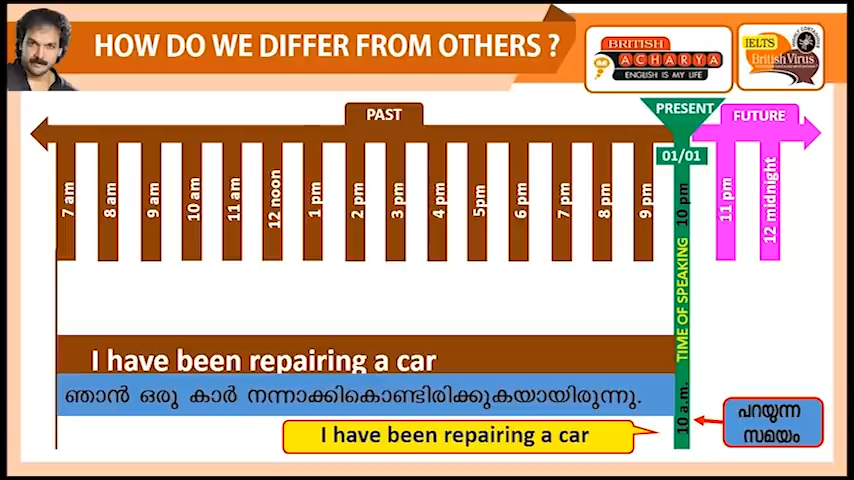 HOW DO WE DIFFER FROM OTHERS ?
BRITISH
ACHARYA
ENGLISH IS MY LIFE
IELTS
British Virus
PAST
PRESENT
FUTURE
01/01
7 am
8 am
9 am
10 am
11 am
12 noon
1 pm
2 pm
3 pm
4 pm
5pm
6 pm
7 pm
8 pm
9 pm
10 pm
11 pm
12 midnight
TIME OF SPEAKING
I have been repairing a car
ഞാൻ ഒരു കാർ നന്നാക്കികൊണ്ടിരിക്കുകയായിരുന്നു.
10 a.m.
പറയുന്ന
സമയം
I have been repairing a car